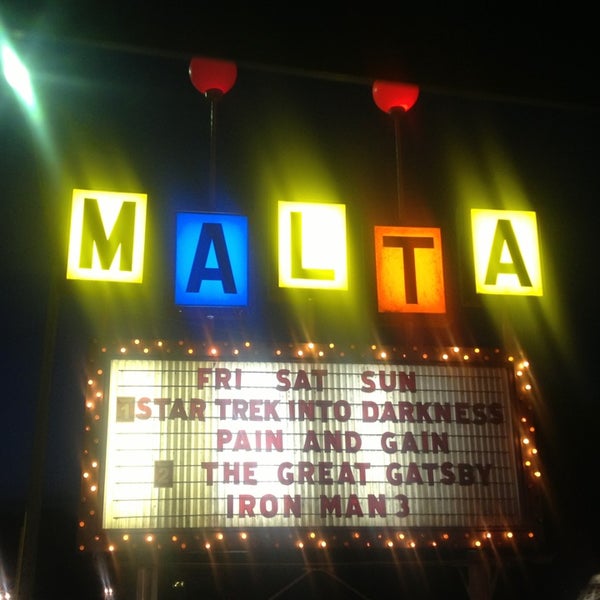 MALTA
FRI SAT SUN
1 STAR TREK INTO DARKNESS
PAIN AND GAIN
2 THE GREAT GATSBY
IRON MAN 3